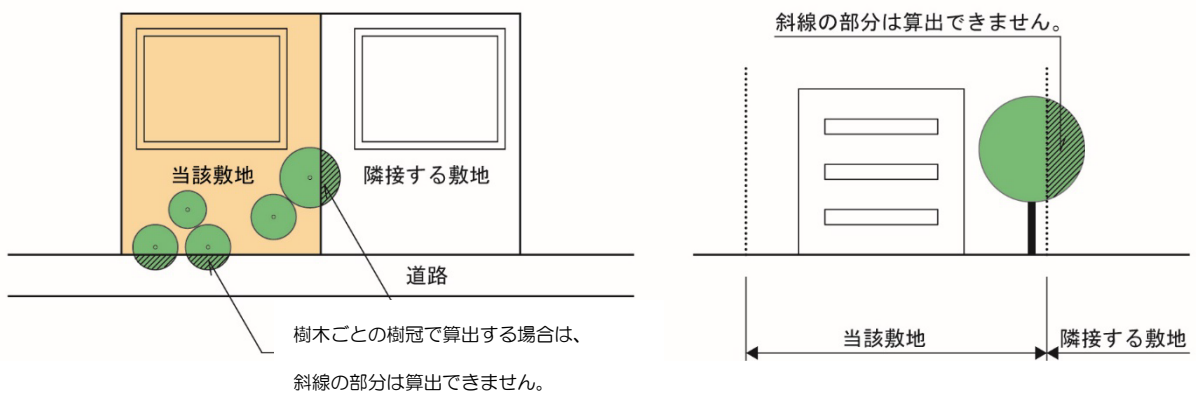 当該敷地
隣接する敷地
道路
樹木ごとの樹冠で算出する場合は、
斜線の部分は算出できません。
斜線の部分は算出できません。
当該敷地
隣接する敷地